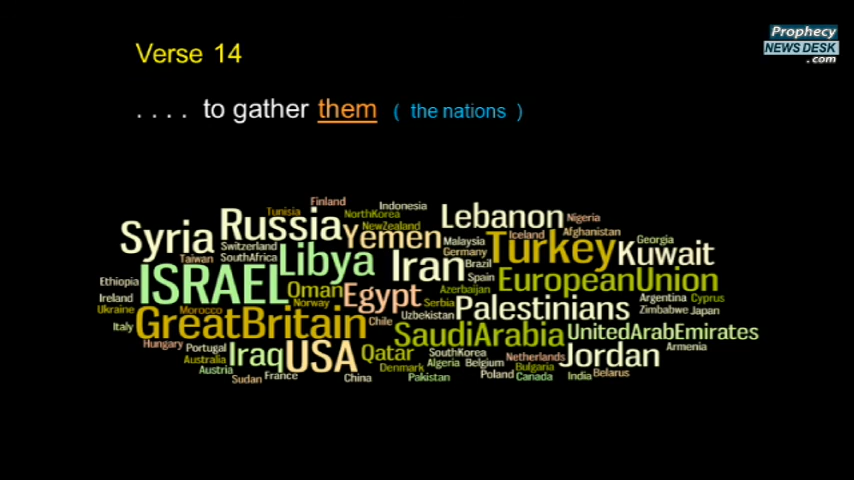 Prophecy
NEWS DESK
.com
Verse 14
. . . . to gather them ( the nations )
Finland
Indonesia
Tunisia
NorthKorea
Lebanon
Nigeria
Syria
Russia
NewZealand
Yemen
Malaysia
Iceland
Afghanistan
Georgia
Switzerland
Turkey
Kuwait
Taiwan
SouthAfrica
Libya
Iran
Germany
Brazil
Spain
Ethiopia
ISRAEL
EuropeanUnion
Oman
Egypt
Azerbaijan
Ireland
Norway
Serbia
Palestinians
Argentina
Cyprus
Ukraine
Morocco
Uzbekistan
Zimbabwe
Japan
Italy
GreatBritain
Chile
SaudiArabia
UnitedArabEmirates
Hungary
Portugal
Iraq
USA
Qatar
SouthKorea
Netherlands
Jordan
Armenia
Australia
Denmark
Algeria
Belgium
Bulgaria
Austria
Sudan
France
China
Pakistan
Poland
Canada
India
Belarus